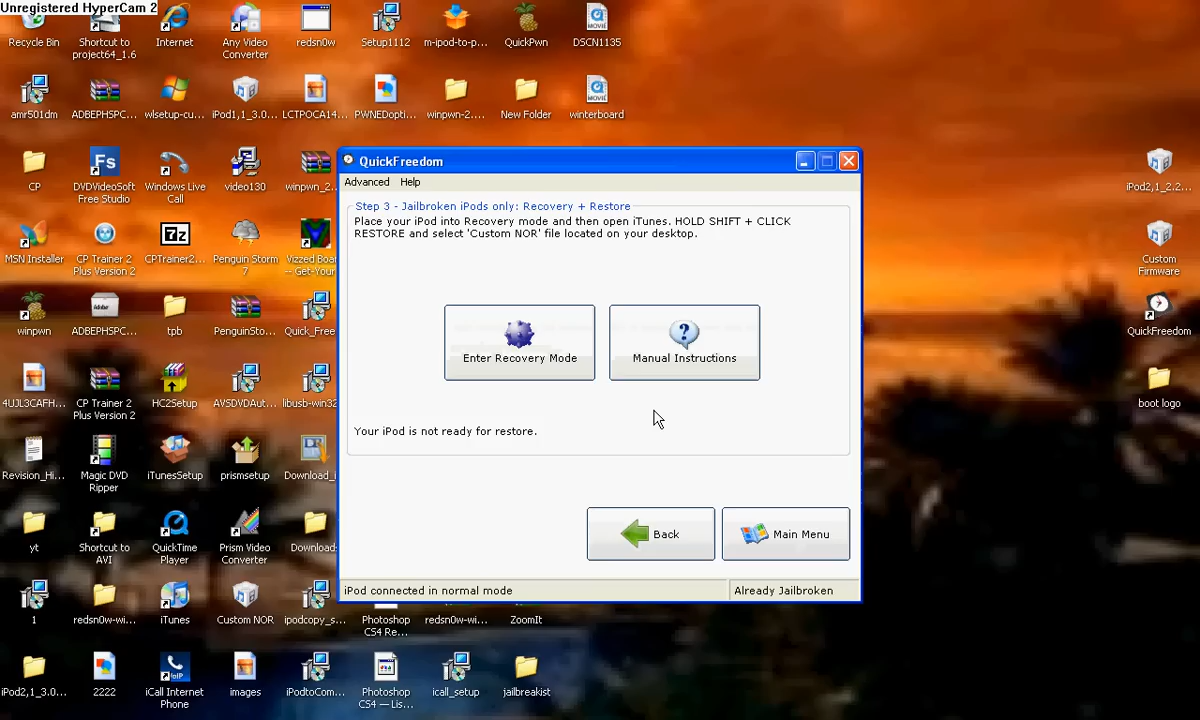 Unregistered HyperCam 2
Recycle Bin
Shortcut to project64_1.6
Internet
Any Video Converter
redsn0w
Setup1112
m-ipod-to-p...
QuickPwn
DSCN1135
amr501dm
ADBEPHSPC...
wlsetup-cu...
iPod1,1_3.0...
LCTPOCA14...
PWNEDopti...
winpwn-2....
New Folder
winterboard
CP
DVDVideoSoft Free Studio
Windows Live Call
video130
winpwn_2...
iPod2,1_2.2...
MSN Installer
CP Trainer 2 Plus Version 2
CPTrainer2...
Penguin Storm 7
Vizzed Boa...
-- Get-Your...
Custom Firmware
winpwn
ADBEPHSPC...
tpb
PenguinSto...
Quick_Free...
QuickFreedom
4UJL3CAFH...
CP Trainer 2 Plus Version 2
HC2Setup
AVSDVDAut...
libusb-win32...
boot logo
Revision_Hi...
Magic DVD Ripper
iTunesSetup
prismsetup
Download_i...
yt
Shortcut to AVI
QuickTime Player
Prism Video Converter
Download...
1
redsn0w-wi...
iTunes
Custom NOR
ipodcopy_s...
Photoshop CS4 Re...
redsn0w-wi...
ZoomIt
iPod2,1_3.0...
2222
iCall Internet Phone
images
iPodtoCom...
Photoshop CS4 — Lis...
icall_setup
jailbreakist
QuickFreedom
Advanced Help
Step 3 - Jailbroken iPods only: Recovery + Restore
Place your iPod into Recovery mode and then open iTunes. HOLD SHIFT + CLICK
RESTORE and select 'Custom NOR' file located on your desktop.
Enter Recovery Mode
Manual Instructions
Your iPod is not ready for restore.
Back
Main Menu
iPod connected in normal mode
Already Jailbroken